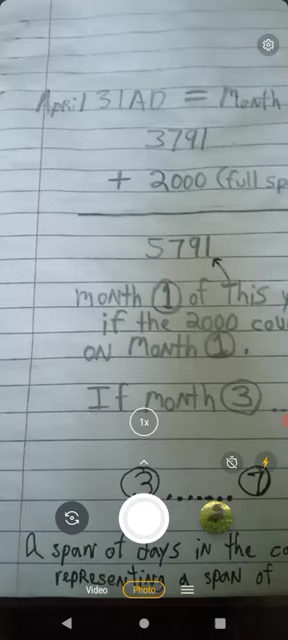 April 31AD = Month
3791
+ 2000 (full sp
5791
month 1 of This y
if the 2000 cou
on Month 1.
If month 3 ..
1x
3 ....... 7
A span of days in the co
representing a span of
Video Photo